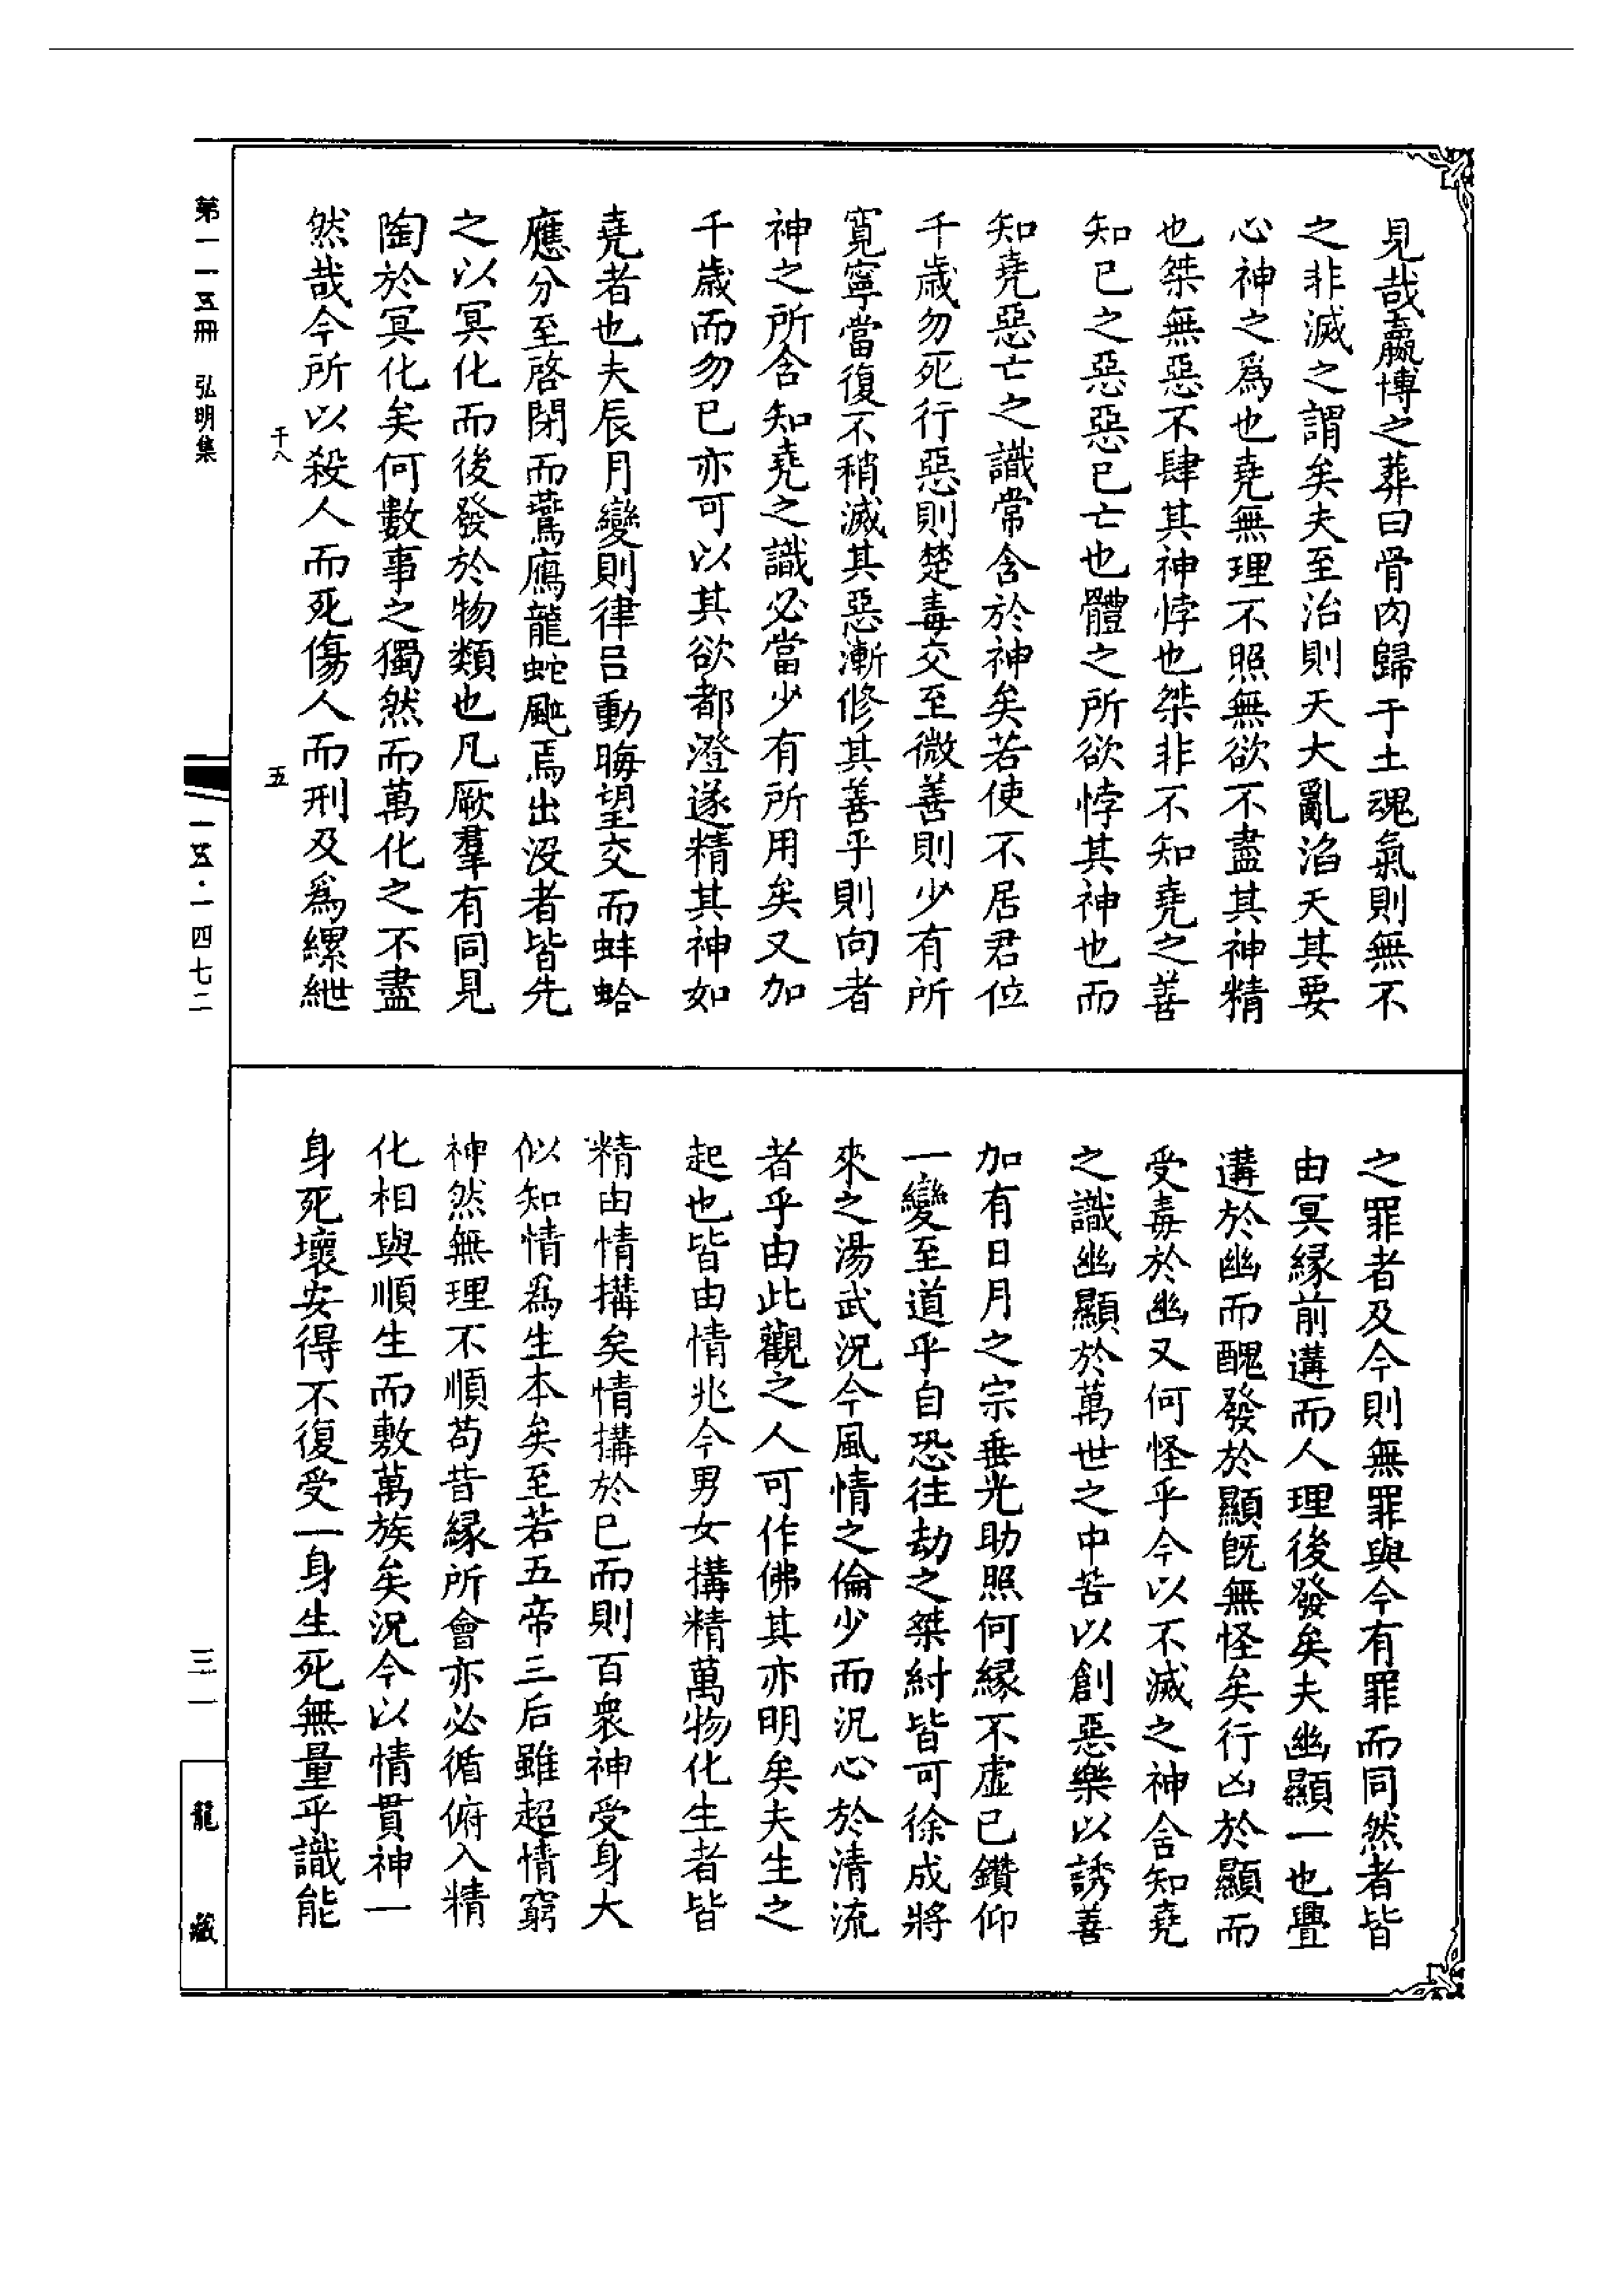 見哉嬴博之葬曰骨肉歸于土魂氣則無不
之非滅之謂矣夫至治則天大亂滔天其要
心神之爲也堯無理不照無欲不盡其神精
也桀無惡不肆其神悖也桀非不知堯之善
知已之惡惡已亡也體之所欲悖其神也而
知堯惡亡之識常含於神矣若使不居君位
千歲勿死行惡則楚毒交至微善則少有所
寬寧當復不稍滅其惡漸修其善乎則向者
神之所含知堯之識必當少有所用矣又加
千歲而勿已亦可以其欲都澄遂精其神如
堯者也夫辰月變則律呂動晦望交而蚌蛤
應分至啓閉而鷰鴈龍蛇颭焉出沒者皆先
之以冥化而後發於物類也凡厥羣有同見
陶於冥化矣何數事之獨然而萬化之不盡
然哉今所以殺人而死傷人而刑及爲縲紲
之罪者及今則無罪與今有罪而同然者皆
由冥緣前遘而人理後發矣夫幽顯一也舋
遘於幽而醜發於顯旣無怪矣行凶於顯而
受毒於幽又何怪乎今以不滅之神含知堯
之識幽顯於萬世之中苦以創惡樂以誘善
加有日月之宗垂光助照何緣不虛已鑽仰
一變至道乎自恐往劫之桀紂皆可徐成將
來之湯武況今風情之倫少而汎心於清流
者乎由此觀之人可作佛其亦明矣夫生之
起也皆由情兆今男女搆精萬物化生者皆
精由情搆矣情搆於已而則百衆神受身大
似知情爲生本矣至若五帝三后雖超情窮
神然無理不順苟昔緣所會亦必循俯入精
化相與順生而敷萬族矣況今以情貫神一
身死壞安得不復受一身生死無量乎識能
千八
五
第一一五冊 弘明集
一五·一四七二
三一
龍藏